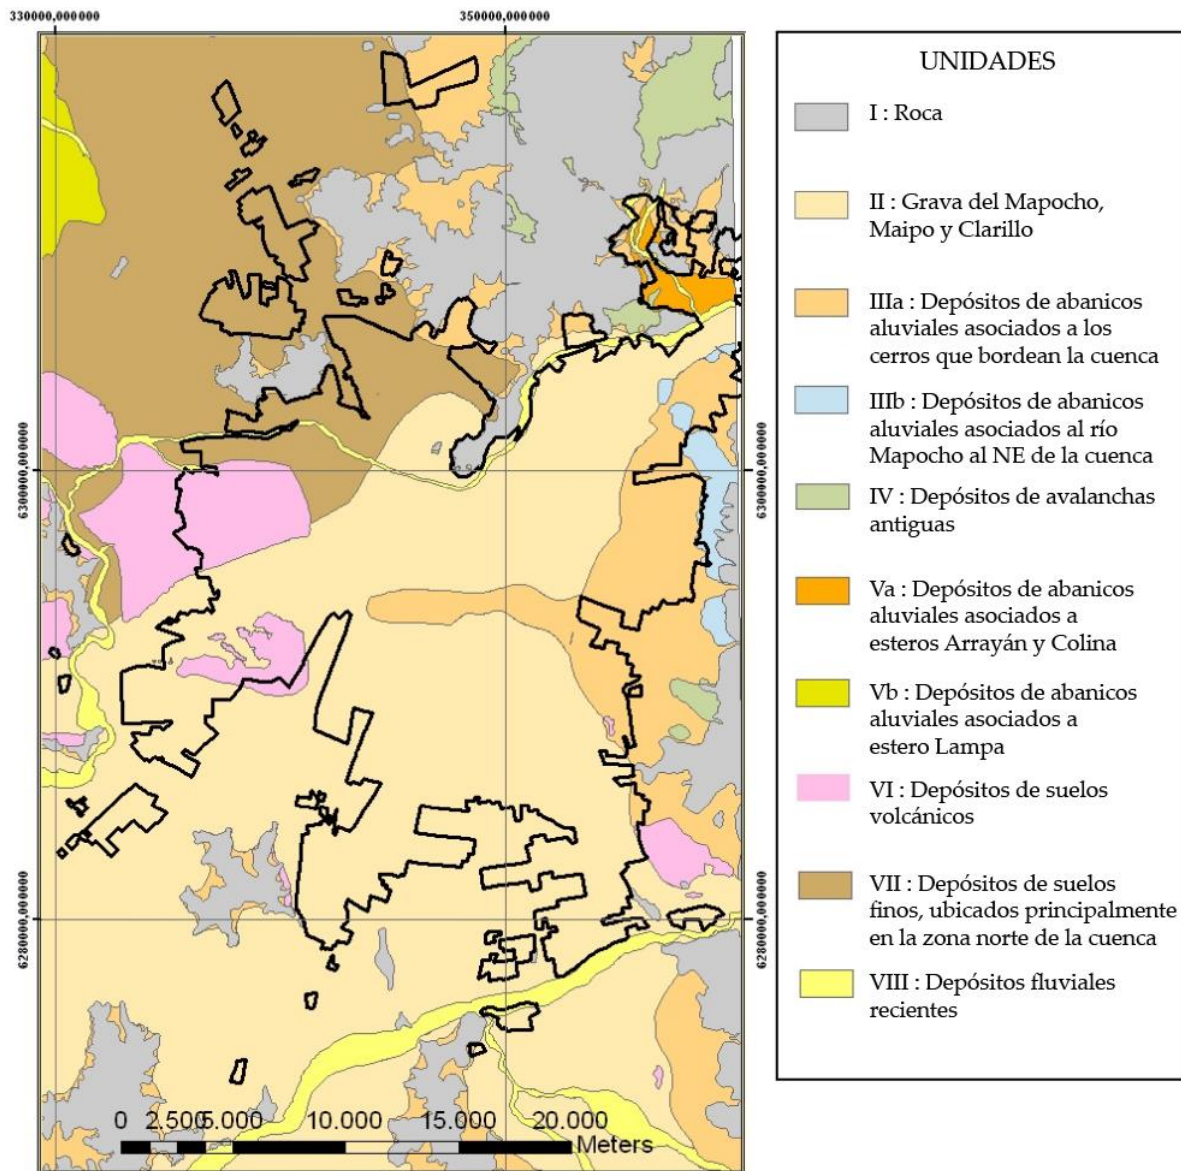 330000,000000
350000,000000
6300000,000000
6300000,000000
6280000,000000
6280000,000000
0 2.500 5.000 10.000 15.000 20.000
Meters
UNIDADES
I : Roca
II : Grava del Mapocho,
Maipo y Clarillo
IIIa : Depósitos de abanicos
aluviales asociados a los
cerros que bordean la cuenca
IIIb : Depósitos de abanicos
aluviales asociados al río
Mapocho al NE de la cuenca
IV : Depósitos de avalanchas
antiguas
Va : Depósitos de abanicos
aluviales asociados a
esteros Arrayán y Colina
Vb : Depósitos de abanicos
aluviales asociados a
estero Lampa
VI : Depósitos de suelos
volcánicos
VII : Depósitos de suelos
finos, ubicados principalmente
en la zona norte de la cuenca
VIII : Depósitos fluviales
recientes